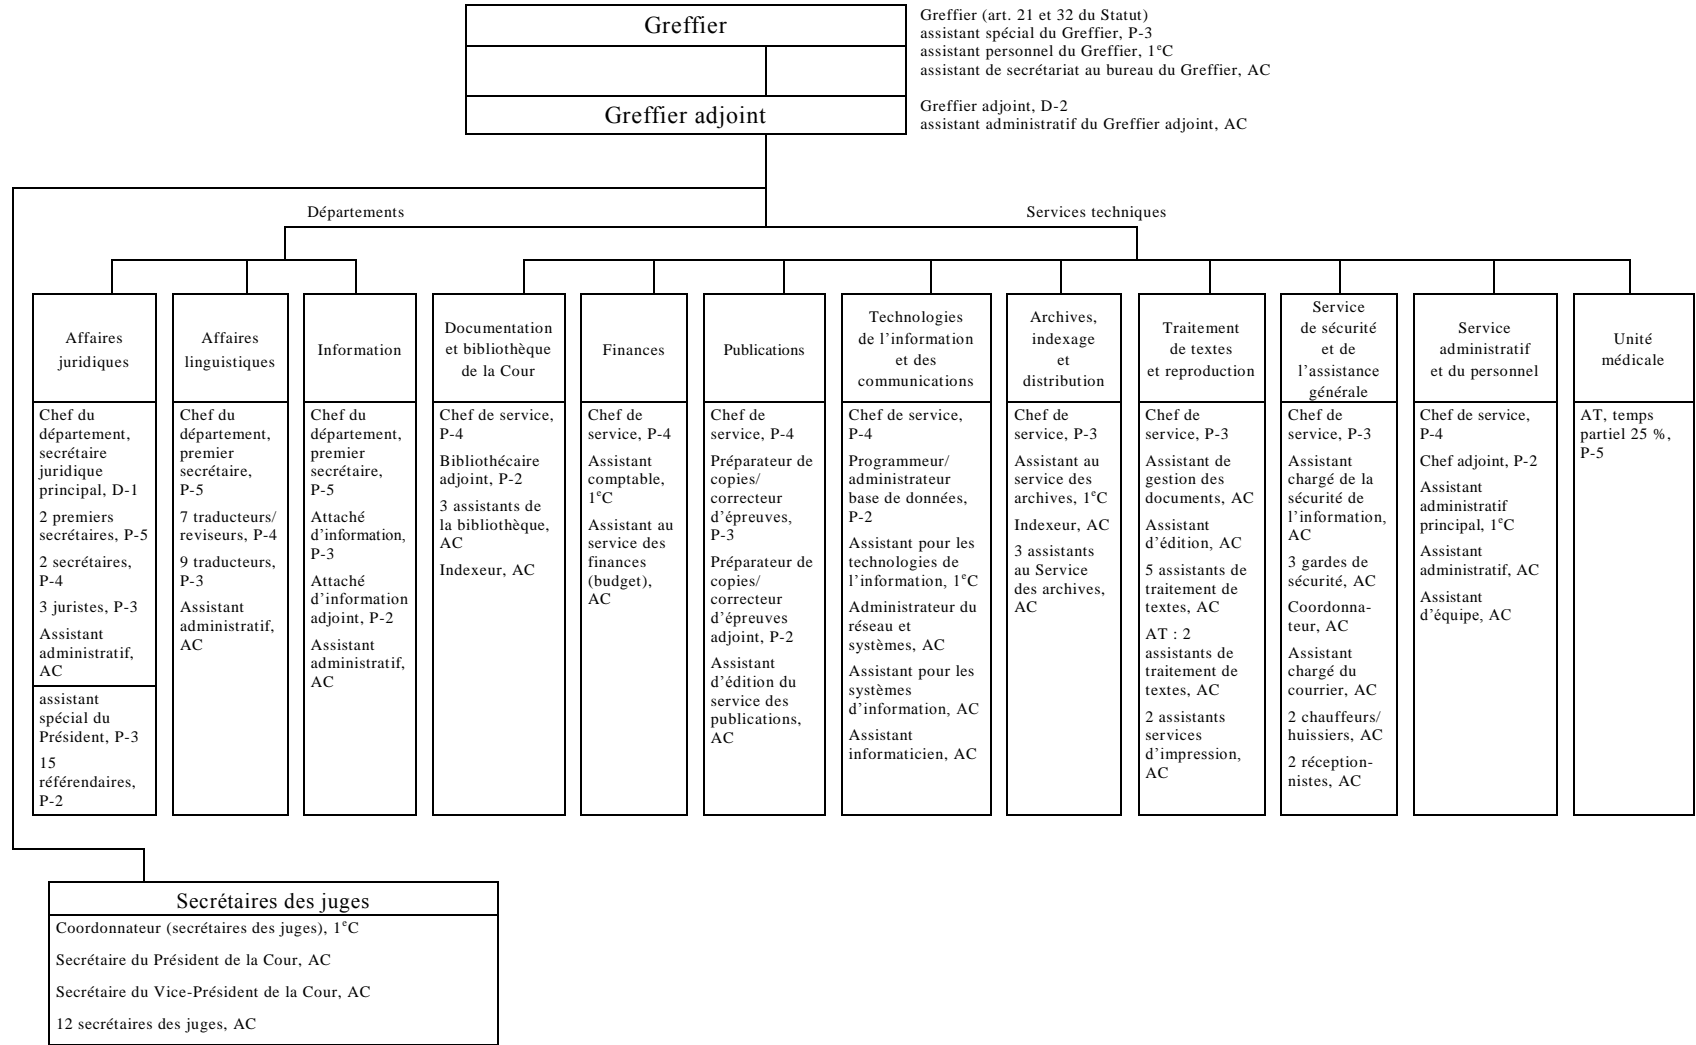 Greffier
Greffier (art. 21 et 32 du Statut)
assistant spécial du Greffier, P-3
assistant personnel du Greffier, 1eC
assistant de secrétariat au bureau du Greffier, AC
Greffier adjoint
Greffier adjoint, D-2
assistant administratif du Greffier adjoint, AC
Départements
Services techniques
Affaires
juridiques
Chef du
département,
secrétaire
juridique
principal, D-1
2 premiers
secrétaires, P-5
2 secrétaires,
P-4
3 juristes, P-3
Assistant
administratif,
AC
assistant
spécial du
Président, P-3
15
référendaires,
P-2
Affaires
linguistiques
Chef du
département,
premier
secrétaire,
P-5
7 traducteurs/
reviseurs, P-4
9 traducteurs,
P-3
Assistant
administratif,
AC
Information
Chef du
département,
premier
secrétaire,
P-5
Attaché
d’information,
P-3
Attaché
d’information
adjoint, P-2
Assistant
administratif,
AC
Documentation
et bibliothèque
de la Cour
Chef de service,
P-4
Bibliothécaire
adjoint, P-2
3 assistants de
la bibliothèque,
AC
Indexeur, AC
Finances
Chef de
service, P-4
Assistant
comptable,
1eC
Assistant au
service des
finances
(budget),
AC
Publications
Chef de
service, P-4
Préparateur de
copies/
correcteur
d’épreuves,
P-3
Préparateur de
copies/
correcteur
d’épreuves
adjoint, P-2
Assistant
d’édition du
service des
publications,
AC
Technologies
de l’information
et des
communications
Chef de service,
P-4
Programmeur/
administrateur
base de données,
P-2
Assistant pour les
technologies de
l’information, 1eC
Administrateur du
réseau et
systèmes, AC
Assistant pour les
systèmes
d’information, AC
Assistant
informaticien, AC
Archives,
indexage
et
distribution
Chef de
service, P-3
Assistant au
service des
archives, 1eC
Indexeur, AC
3 assistants
au Service
des archives,
AC
Traitement
de textes
et reproduction
Chef de
service, P-3
Assistant de
gestion des
documents, AC
Assistant
d’édition, AC
5 assistants de
traitement de
textes, AC
AT : 2
assistants de
traitement de
textes, AC
2 assistants
services
d’impression,
AC
Service
de sécurité
et de
l’assistance
générale
Chef de
service, P-3
Assistant
chargé de la
sécurité de
l’information,
AC
3 gardes de
sécurité, AC
Coordonna-
teur, AC
Assistant
chargé du
courrier, AC
2 chauffeurs/
huissiers, AC
2 réception-
nistes, AC
Service
administratif
et du personnel
Chef de service,
P-4
Chef adjoint, P-2
Assistant
administratif
principal, 1eC
Assistant
administratif, AC
Assistant
d’équipe, AC
Unité
médicale
AT, temps
partiel 25 %,
P-5
Secrétaires des juges
Coordonnateur (secrétaires des juges), 1eC
Secrétaire du Président de la Cour, AC
Secrétaire du Vice-Président de la Cour, AC
12 secrétaires des juges, AC